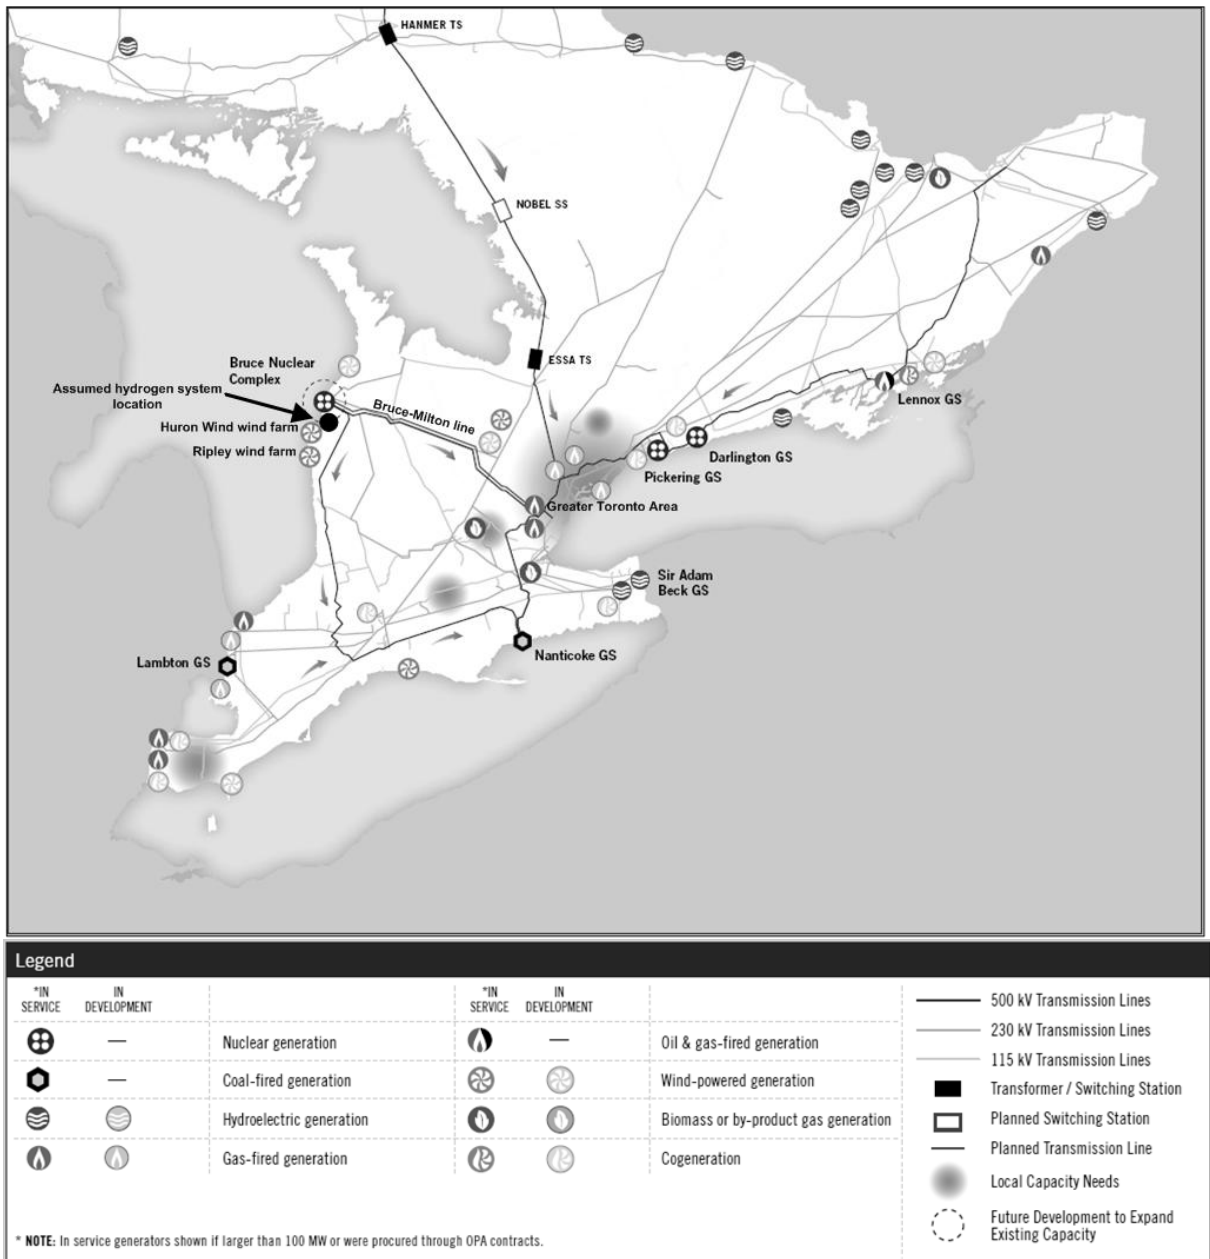 HANMER TS
NOBEL SS
ESSA TS
Bruce Nuclear
Complex
Assumed hydrogen system
location
Huron Wind wind farm
Ripley wind farm
Bruce-Milton line
Lennox GS
Darlington GS
Pickering GS
Greater Toronto Area
Sir Adam
Beck GS
Nanticoke GS
Lambton GS
Legend
*IN
SERVICE
IN
DEVELOPMENT
*IN
SERVICE
IN
DEVELOPMENT
— Nuclear generation
— Coal-fired generation
Hydroelectric generation
Gas-fired generation
— Oil & gas-fired generation
Wind-powered generation
Biomass or by-product gas generation
Cogeneration
500 kV Transmission Lines
230 kV Transmission Lines
115 kV Transmission Lines
Transformer / Switching Station
Planned Switching Station
Planned Transmission Line
Local Capacity Needs
Future Development to Expand
Existing Capacity
* NOTE: In service generators shown if larger than 100 MW or were procured through OPA contracts.